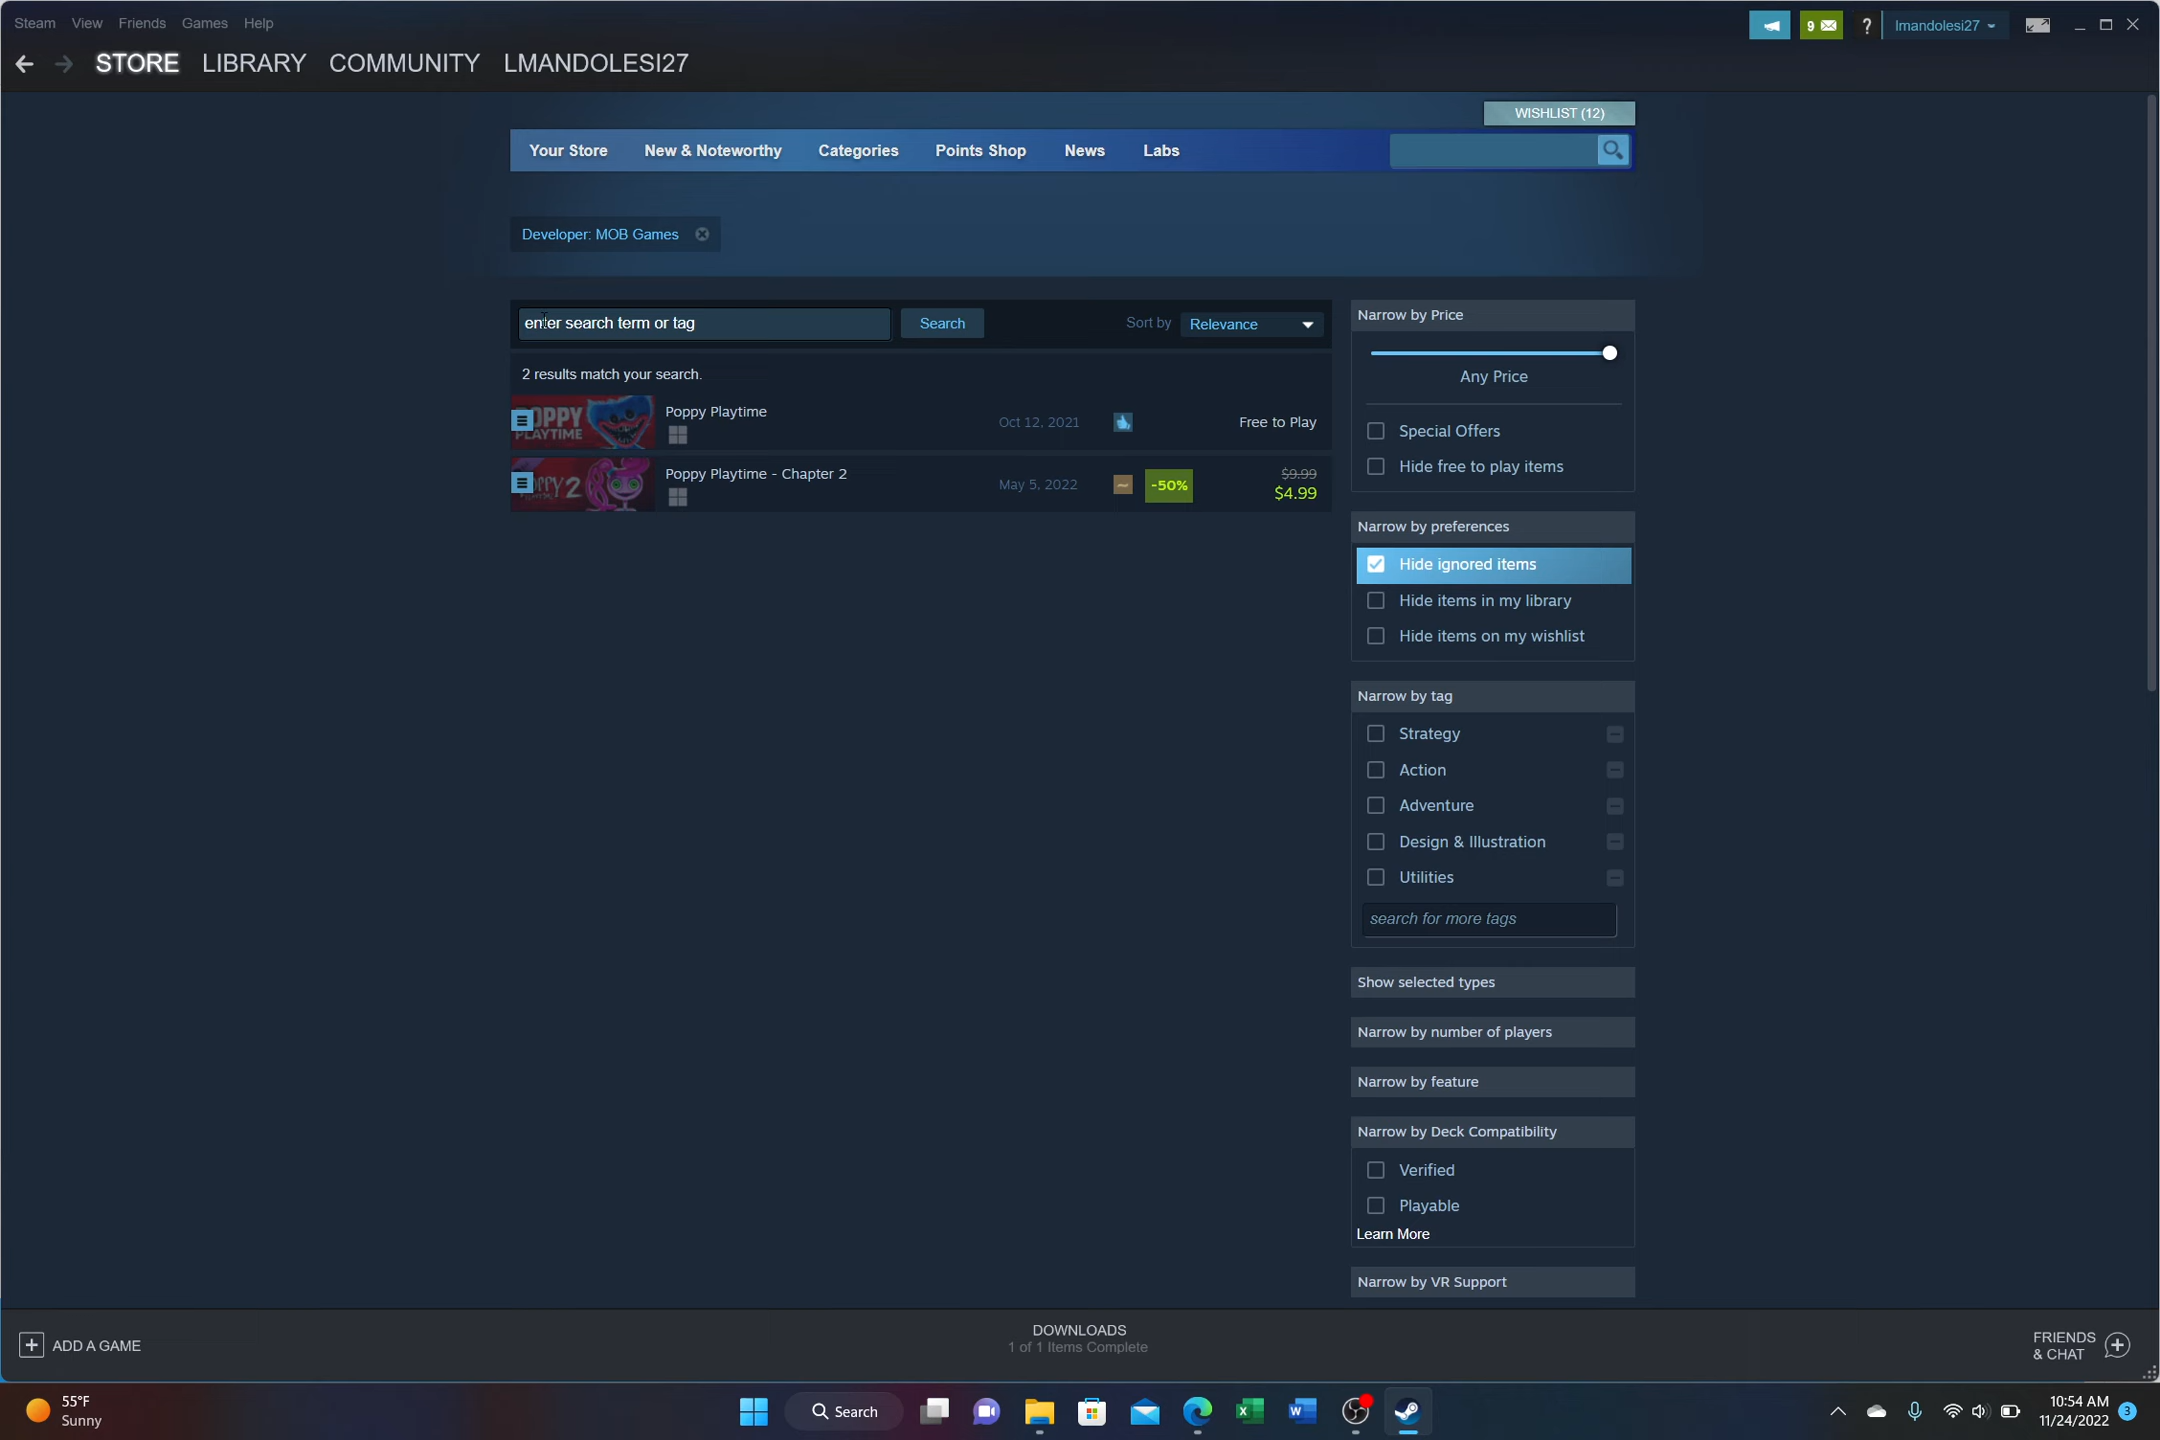 Steam View Friends Games Help
9 ? lmandolesi27
STORE LIBRARY COMMUNITY LMANDOLESI27
WISHLIST (12)
Your Store New & Noteworthy Categories Points Shop News Labs
Developer: MOB Games
enter search term or tag Search Sort by Relevance
2 results match your search.
POPPY PLAYTIME Poppy Playtime Oct 12, 2021 Free to Play
Poppy Playtime - Chapter 2 May 5, 2022 -50% $9.99
$4.99
Narrow by Price
Any Price
Special Offers
Hide free to play items
Narrow by preferences
Hide ignored items
Hide items in my library
Hide items on my wishlist
Narrow by tag
Strategy
Action
Adventure
Design & Illustration
Utilities
search for more tags
Show selected types
Narrow by number of players
Narrow by feature
Narrow by Deck Compatibility
Verified
Playable
Learn More
Narrow by VR Support
ADD A GAME
DOWNLOADS
1 of 1 Items Complete
FRIENDS
& CHAT
55°F
Sunny
Search
10:54 AM
11/24/2022
3